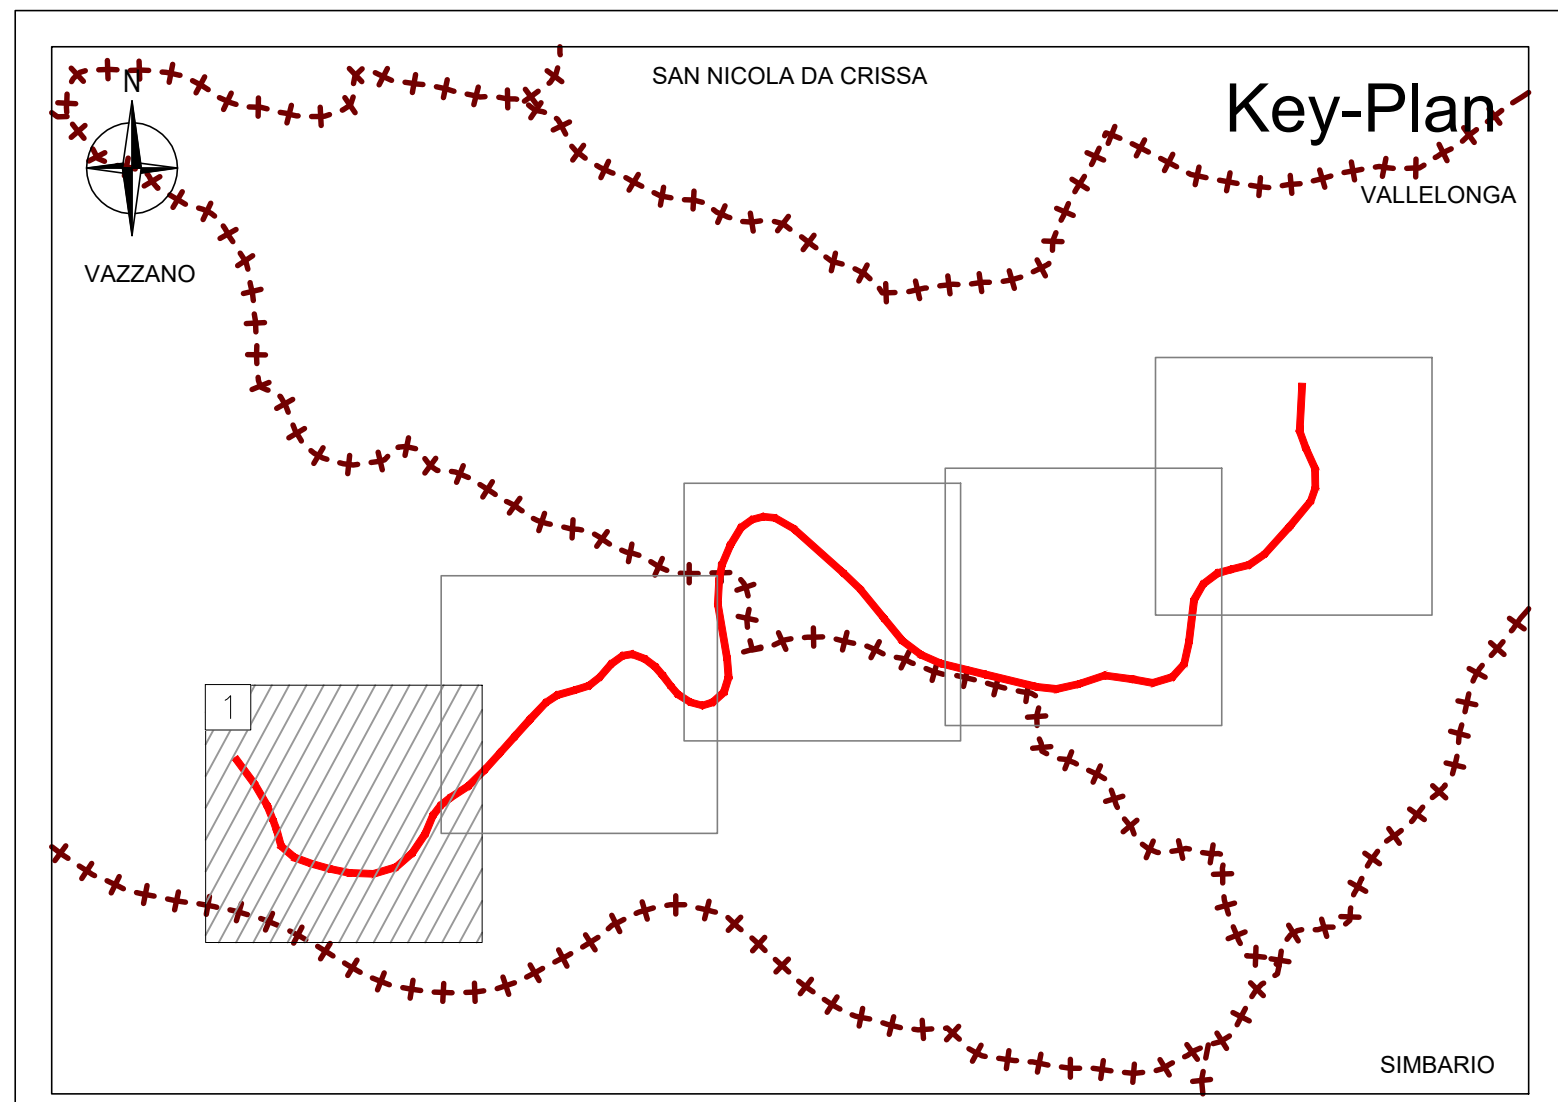 SAN NICOLA DA CRISSA
Key-Plan
N
VALLELONGA
VAZZANO
1
SIMBARIO